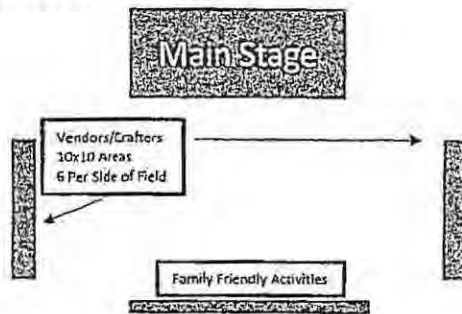 Main Stage
Vendors/Crafters
10x10 Areas
6 Per Side of Field
Family Friendly Activities